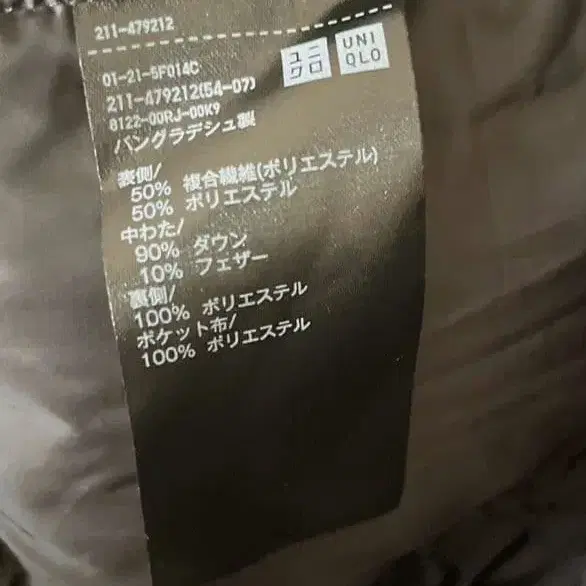 211-479212
ユニクロ
UNIQLO
01-21-5F014C
211-479212(54-07)
8122-00RJ-00K9
バングラデシュ製
表側/
50% 複合繊維(ポリエステル)
50% ポリエステル
中わた/
90% ダウン
10% フェザー
裏側/
100% ポリエステル
ポケット布/
100% ポリエステル